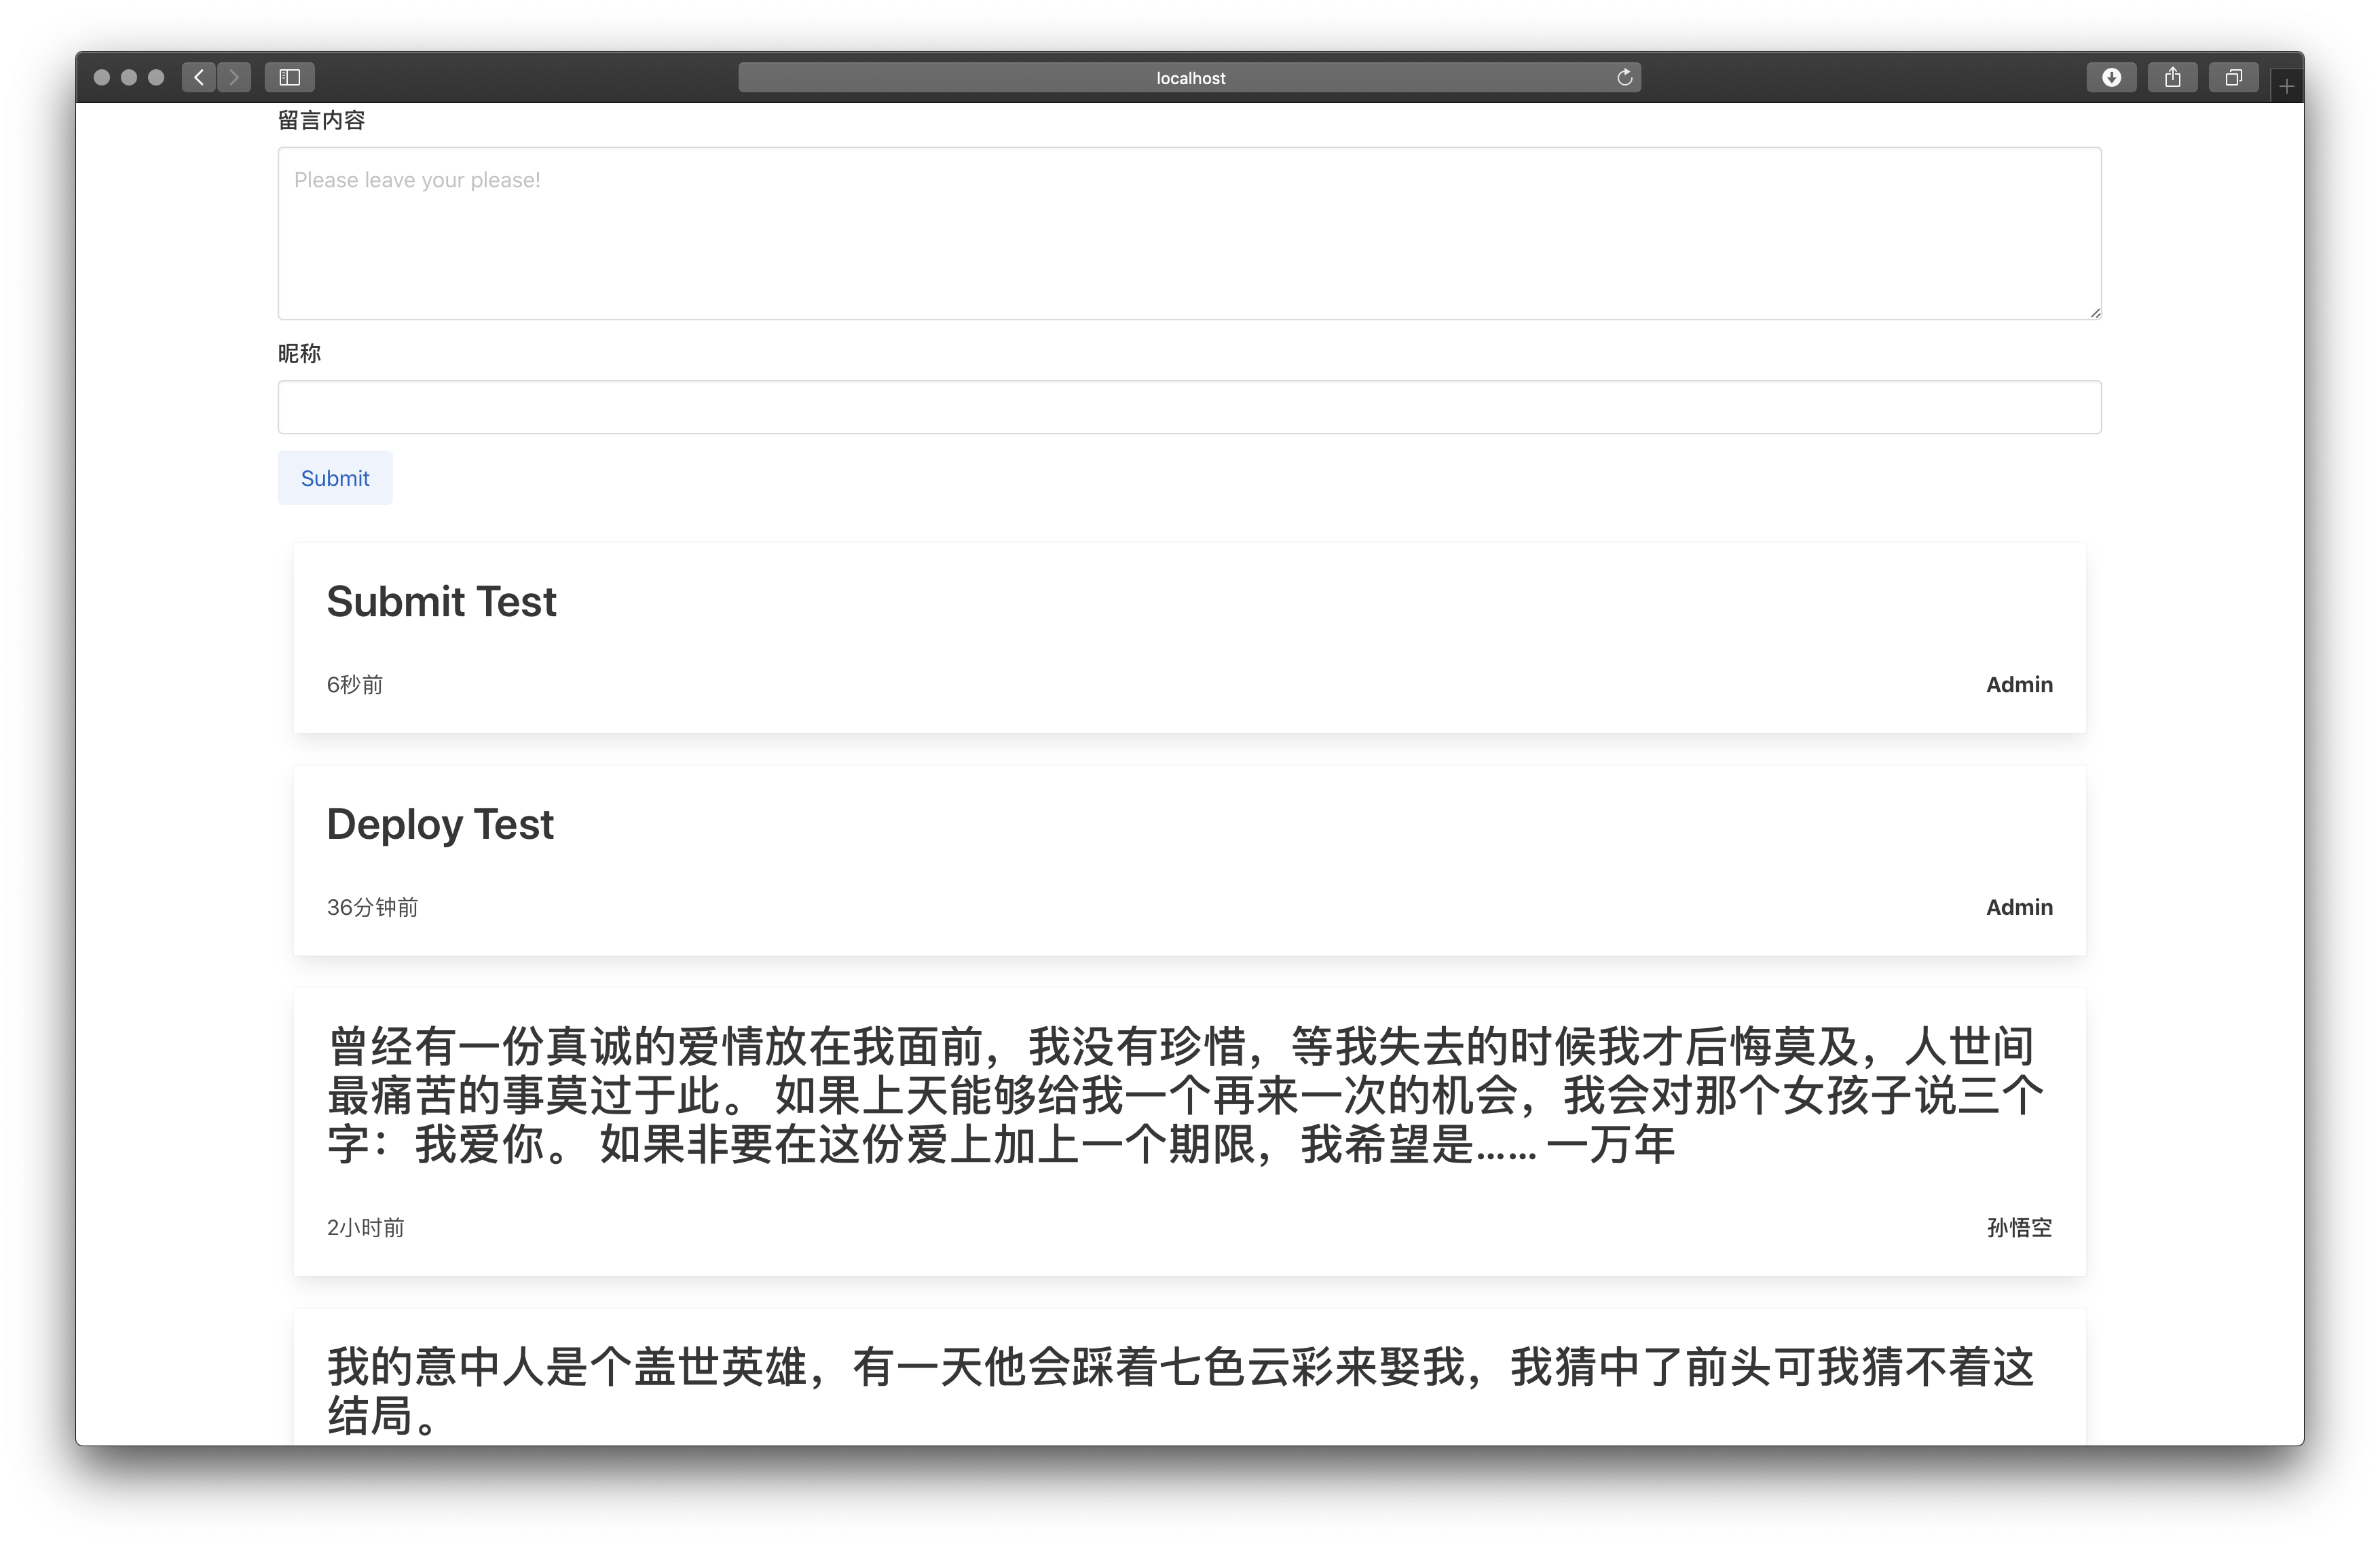 localhost
留言内容
Please leave your please!
昵称
Submit
Submit Test
6秒前
Admin
Deploy Test
36分钟前
Admin
曾经有一份真诚的爱情放在我面前，我没有珍惜，等我失去的时候我才后悔莫及，人世间
最痛苦的事莫过于此。 如果上天能够给我一个再来一次的机会，我会对那个女孩子说三个
字：我爱你。 如果非要在这份爱上加上一个期限，我希望是…… 一万年
2小时前
孙悟空
我的意中人是个盖世英雄，有一天他会踩着七色云彩来娶我，我猜中了前头可我猜不着这
结局。